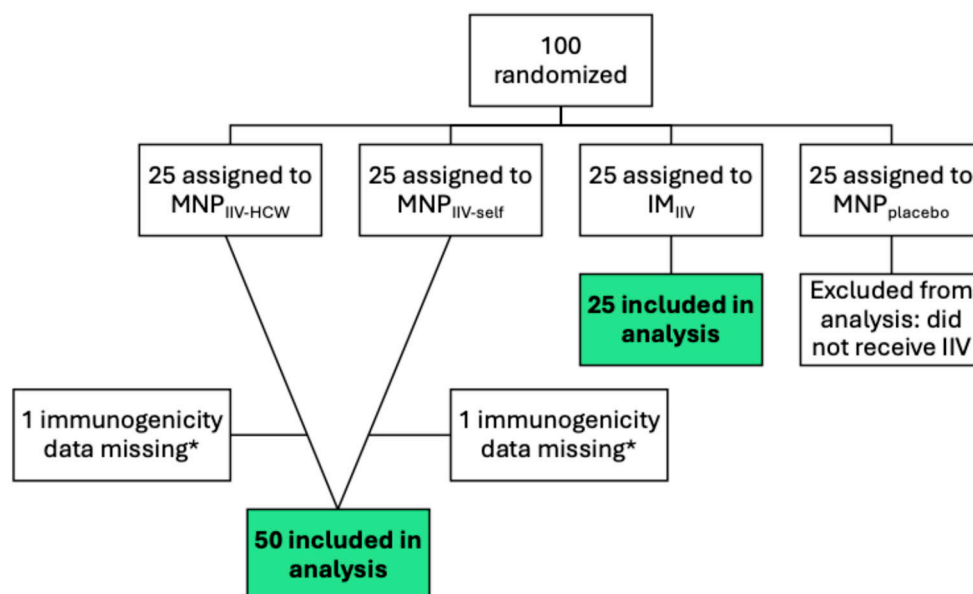 100
randomized
25 assigned to
MNPIIV-HCW
25 assigned to
MNPIIV-self
25 assigned to
IMIIV
25 assigned to
MNPplacebo
25 included in
analysis
Excluded from
analysis: did
not receive IIV
1 immunogenicity
data missing*
1 immunogenicity
data missing*
50 included in
analysis